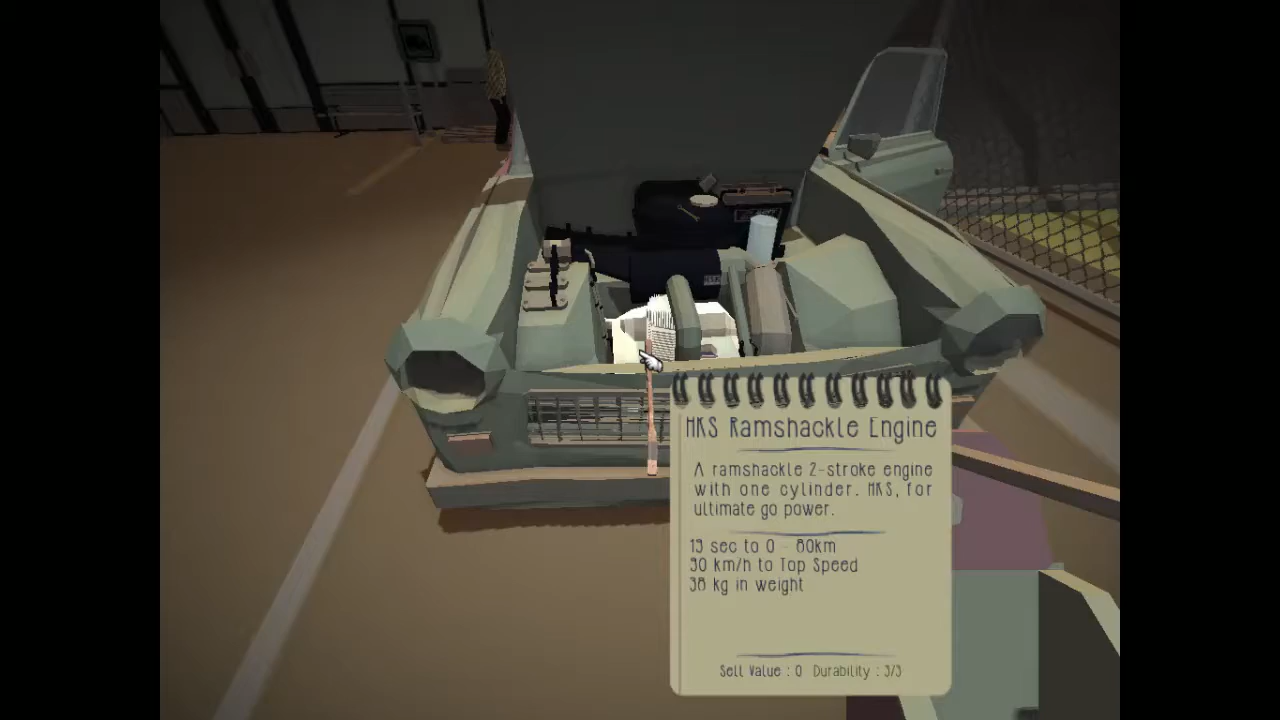 HKS Ramshackle Engine
A ramshackle 2-stroke engine
with one cylinder. HKS, for
ultimate go power.
13 sec to 0 - 80km
30 km/h to Top Speed
38 kg in weight
Sell Value : 0 Durability : 3/3